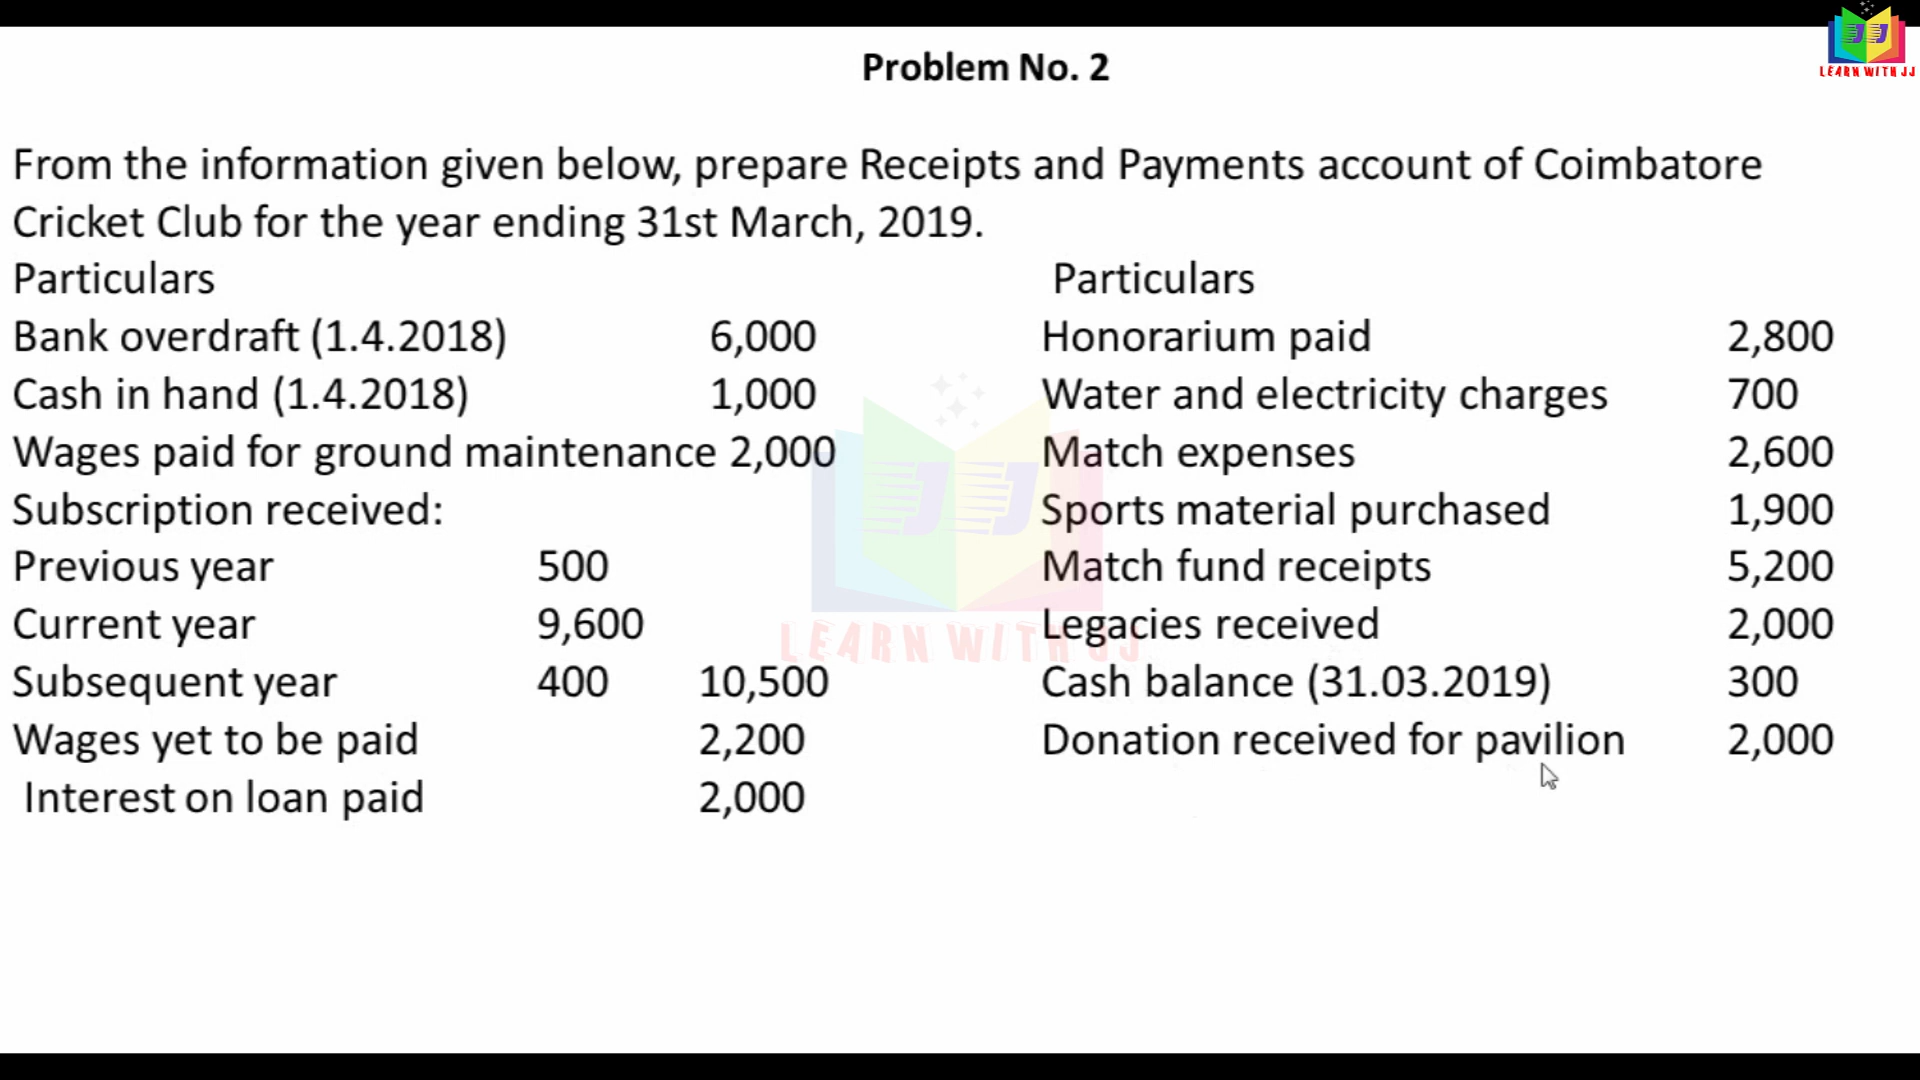 LEARN WITH JJ
Problem No. 2
From the information given below, prepare Receipts and Payments account of Coimbatore
Cricket Club for the year ending 31st March, 2019.
Particulars Particulars
Bank overdraft (1.4.2018) 6,000 Honorarium paid 2,800
Cash in hand (1.4.2018) 1,000 Water and electricity charges 700
Wages paid for ground maintenance 2,000 Match expenses 2,600
Subscription received: Sports material purchased 1,900
Previous year 500 Match fund receipts 5,200
Current year 9,600 Legacies received 2,000
Subsequent year 400 10,500 Cash balance (31.03.2019) 300
Wages yet to be paid 2,200 Donation received for pavilion 2,000
Interest on loan paid 2,000
JJ
LEARN WITH JJ